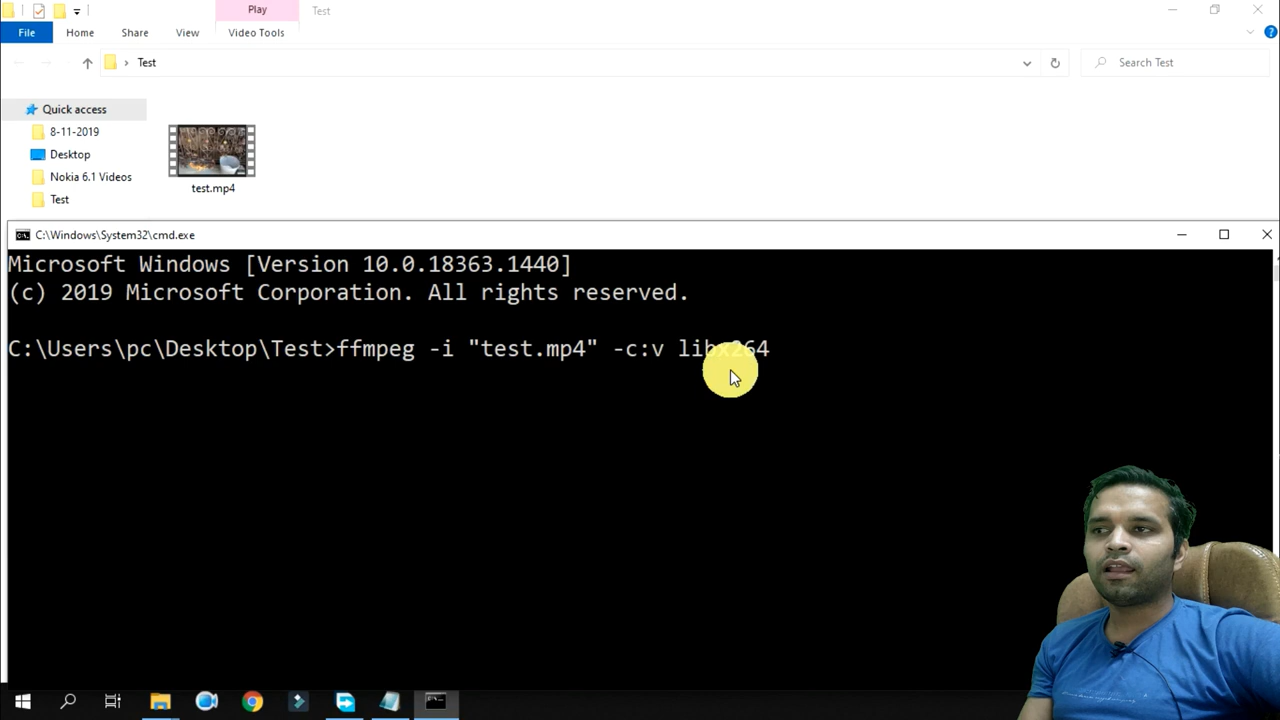 Play
Test
File
Home
Share
View
Video Tools
Test
Search Test
Quick access
8-11-2019
Desktop
Nokia 6.1 Videos
Test
test.mp4
C:\Windows\System32\cmd.exe
Microsoft Windows [Version 10.0.18363.1440]
(c) 2019 Microsoft Corporation. All rights reserved.
C:\Users\pc\Desktop\Test>ffmpeg -i "test.mp4" -c:v libx264